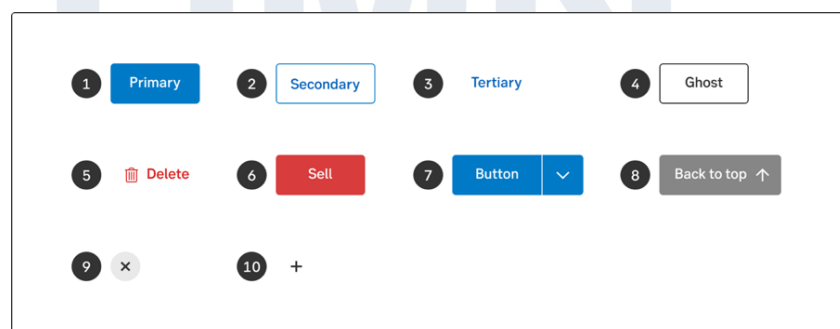 1 Primary 2 Secondary 3 Tertiary 4 Ghost
5 Delete 6 Sell 7 Button 8 Back to top ↑
9 × 10 +